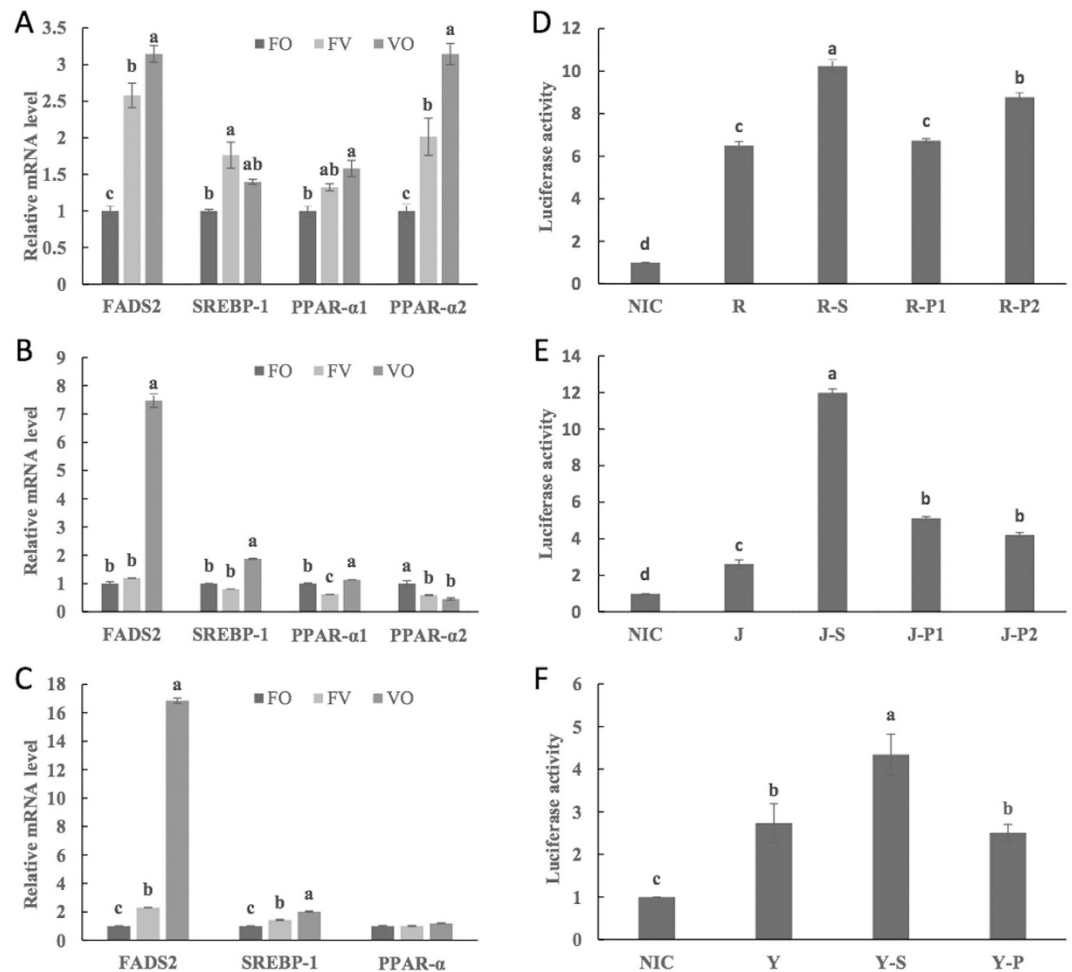 A
Relative mRNA level
3.5
3
2.5
2
1.5
1
0.5
0
FO FV VO
c b a
b a ab
b ab a
c b a
FADS2 SREBP-1 PPAR-α1 PPAR-α2
D
Luciferase activity
12
10
8
6
4
2
0
d c a c b
NIC R R-S R-P1 R-P2
B
Relative mRNA level
9
8
7
6
5
4
3
2
1
0
FO FV VO
b b a
b b a
b c a
a b b
FADS2 SREBP-1 PPAR-α1 PPAR-α2
E
Luciferase activity
14
12
10
8
6
4
2
0
d c a b b
NIC J J-S J-P1 J-P2
C
Relative mRNA level
18
16
14
12
10
8
6
4
2
0
FO FV VO
c b a
c b a
FADS2 SREBP-1 PPAR-α
F
Luciferase activity
6
5
4
3
2
1
0
c b a b
NIC Y Y-S Y-P